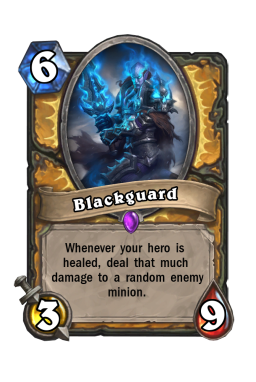 6
Blackguard
Whenever your hero is
healed, deal that much
damage to a random enemy
minion.
3
9